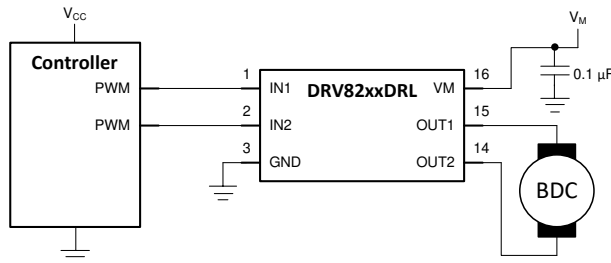 V_CC
V_M
Controller
PWM
PWM
1
2
3
IN1
IN2
GND
DRV82xxDRL
VM
OUT1
OUT2
16
15
14
0.1 µF
BDC